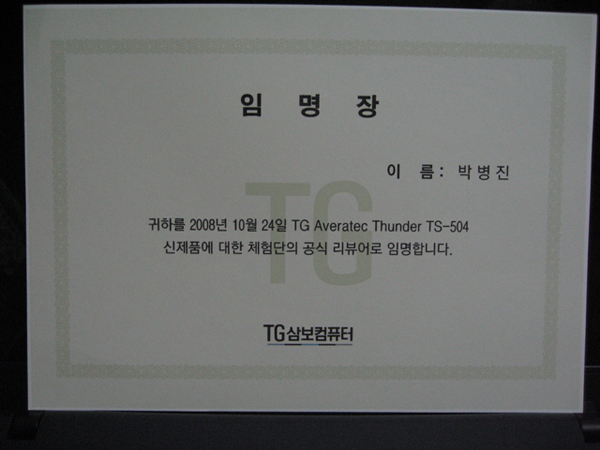 임 명 장
이 름 : 박병진
TG
귀하를 2008년 10월 24일 TG Averatec Thunder TS-504
신제품에 대한 체험단의 공식 리뷰어로 임명합니다.
TG삼보컴퓨터